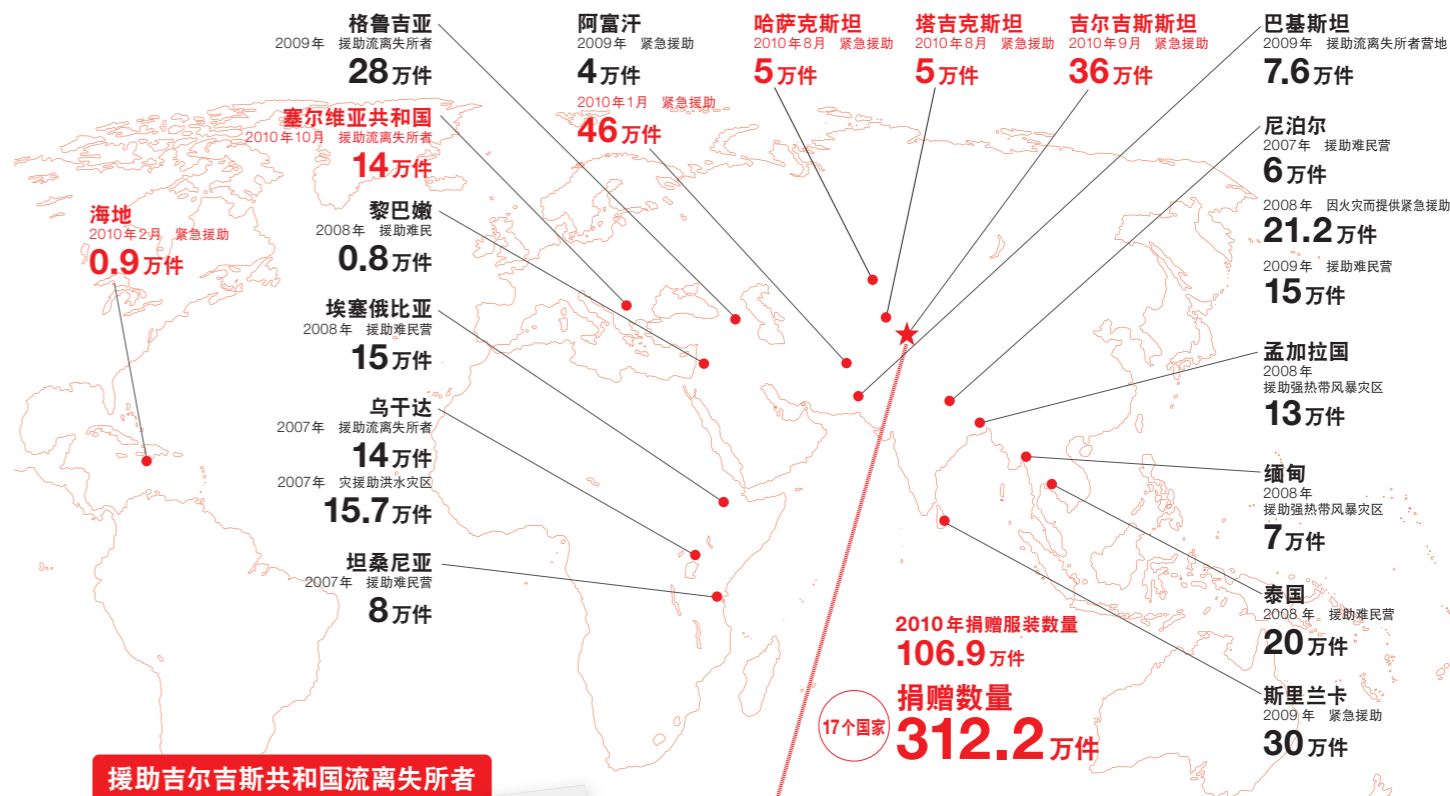 格鲁吉亚
2009年 援助流离失所者
28万件
阿富汗
2009年 紧急援助
4万件
2010年1月 紧急援助
46万件
哈萨克斯坦
2010年8月 紧急援助
5万件
塔吉克斯坦
2010年8月 紧急援助
5万件
吉尔吉斯斯坦
2010年9月 紧急援助
36万件
巴基斯坦
2009年 援助流离失所者营地
7.6万件
塞尔维亚共和国
2010年10月 援助流离失所者
14万件
尼泊尔
2007年 援助难民营
6万件
2008年 因火灾而提供紧急援助
21.2万件
2009年 援助难民营
15万件
海地
2010年2月 紧急援助
0.9万件
黎巴嫩
2008年 援助难民
0.8万件
埃塞俄比亚
2008年 援助难民营
15万件
孟加拉国
2008年
援助强热带风暴灾区
13万件
乌干达
2007年 援助流离失所者
14万件
2007年 灾援助洪水灾区
15.7万件
缅甸
2008年
援助强热带风暴灾区
7万件
坦桑尼亚
2007年 援助难民营
8万件
泰国
2008年 援助难民营
20万件
斯里兰卡
2009年 紧急援助
30万件
2010年捐赠服装数量
106.9万件
17个国家
捐赠数量
312.2万件
援助吉尔吉斯共和国流离失所者